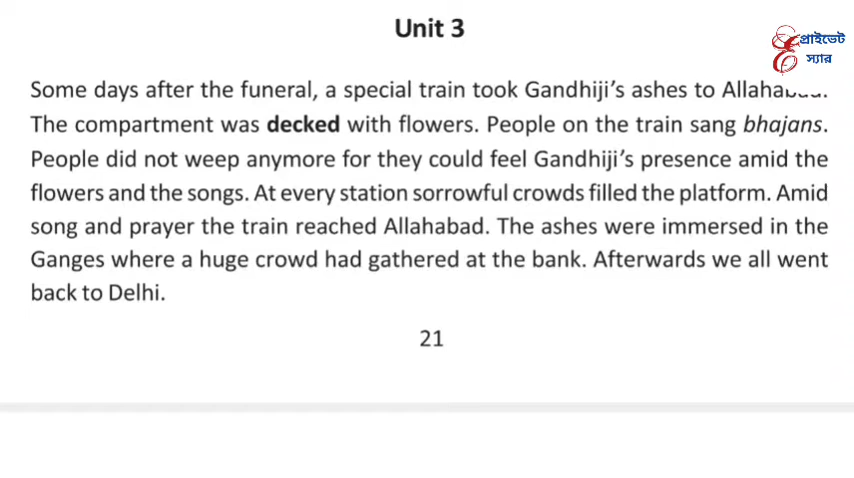 Unit 3
প্রাইভেট
স্যার
Some days after the funeral, a special train took Gandhiji's ashes to Allahabad.
The compartment was decked with flowers. People on the train sang bhajans.
People did not weep anymore for they could feel Gandhiji's presence amid the
flowers and the songs. At every station sorrowful crowds filled the platform. Amid
song and prayer the train reached Allahabad. The ashes were immersed in the
Ganges where a huge crowd had gathered at the bank. Afterwards we all went
back to Delhi.
21